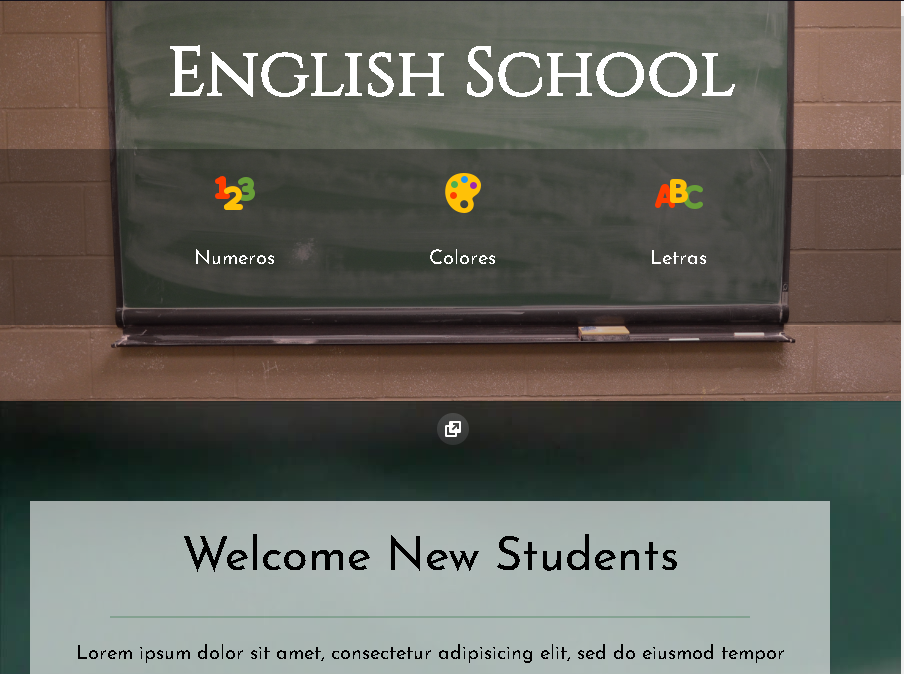 English School
123
ABC
Numeros
Colores
Letras
Welcome New Students
Lorem ipsum dolor sit amet, consectetur adipisicing elit, sed do eiusmod tempor